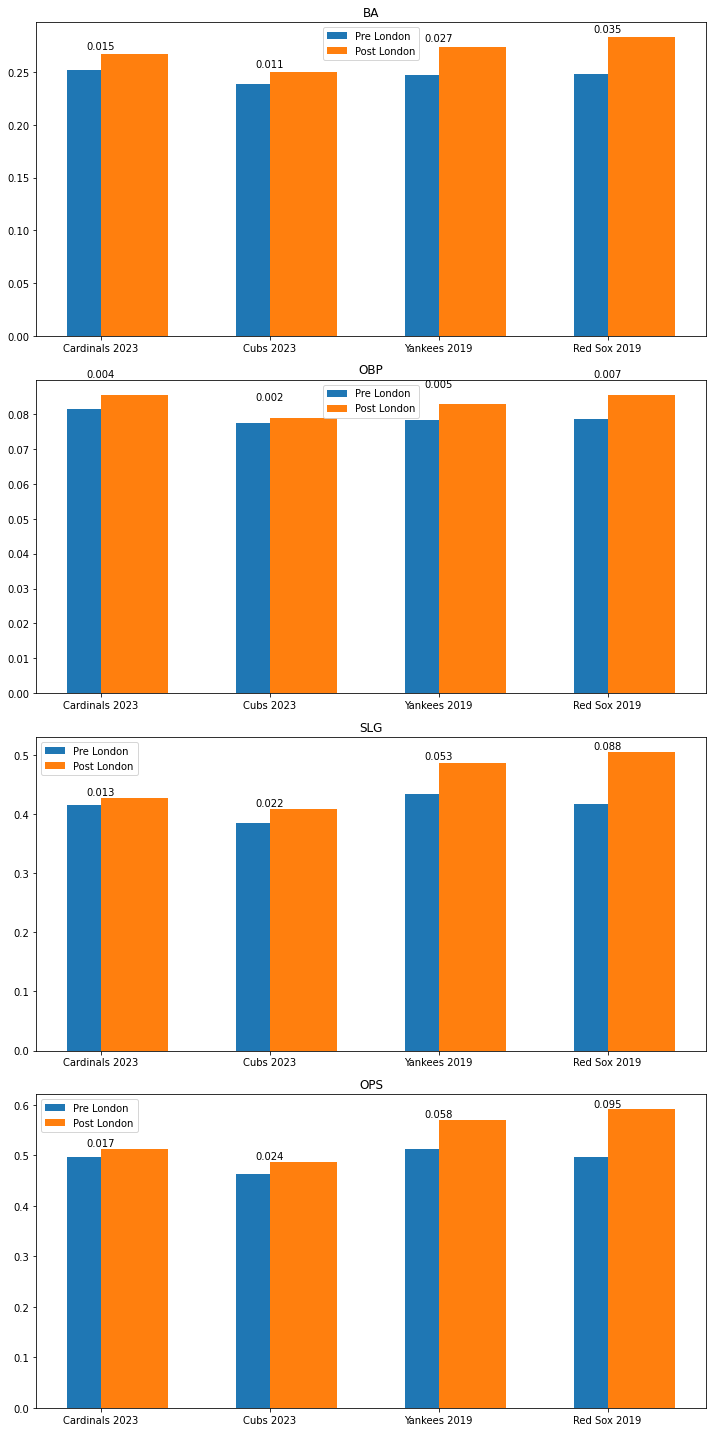 BA
Pre London
Post London
0.015
0.011
0.027
0.035
0.25
0.20
0.15
0.10
0.05
0.00
Cardinals 2023 Cubs 2023 Yankees 2019 Red Sox 2019
OBP
Pre London
Post London
0.004
0.002
0.005
0.007
0.08
0.07
0.06
0.05
0.04
0.03
0.02
0.01
0.00
Cardinals 2023 Cubs 2023 Yankees 2019 Red Sox 2019
SLG
Pre London
Post London
0.013
0.022
0.053
0.088
0.5
0.4
0.3
0.2
0.1
0.0
Cardinals 2023 Cubs 2023 Yankees 2019 Red Sox 2019
OPS
Pre London
Post London
0.017
0.024
0.058
0.095
0.6
0.5
0.4
0.3
0.2
0.1
0.0
Cardinals 2023 Cubs 2023 Yankees 2019 Red Sox 2019